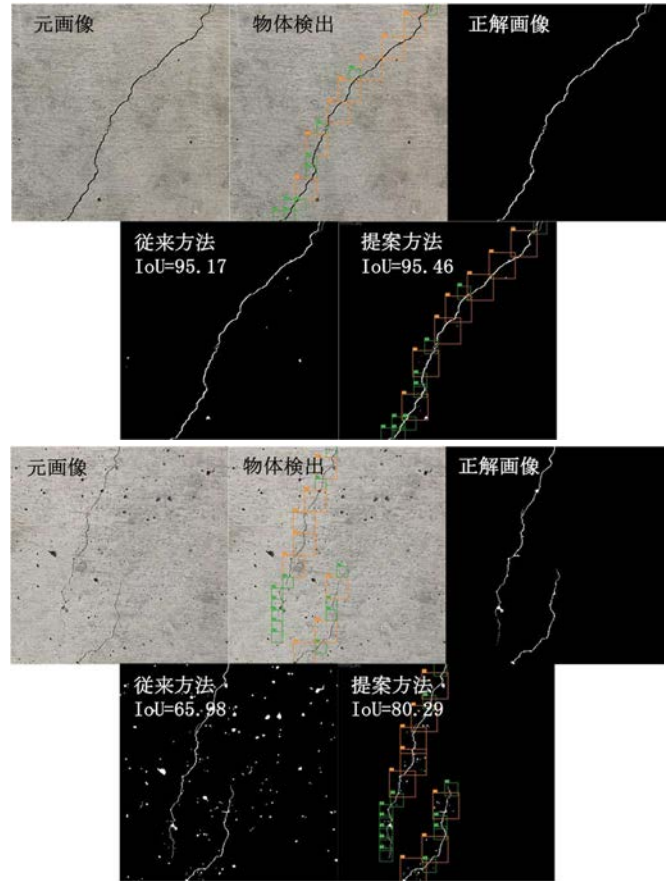 元画像
物体検出
正解画像
従来方法
IoU=95.17
提案方法
IoU=95.46
元画像
物体検出
正解画像
従来方法
IoU=65.98
提案方法
IoU=80.29